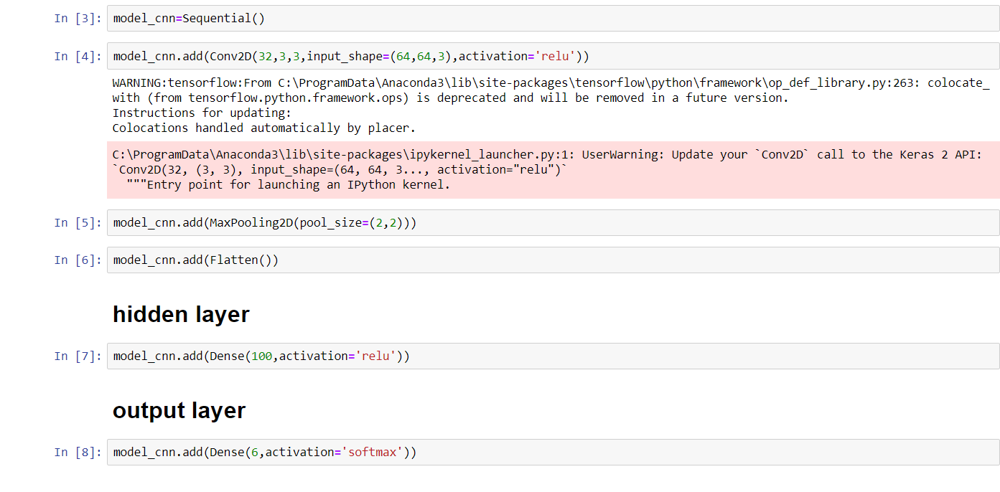 In [3]: model_cnn=Sequential()
In [4]: model_cnn.add(Conv2D(32,3,3,input_shape=(64,64,3),activation='relu'))
WARNING:tensorflow:From C:\ProgramData\Anaconda3\lib\site-packages\tensorflow\python\framework\op_def_library.py:263: colocate_
with (from tensorflow.python.framework.ops) is deprecated and will be removed in a future version.
Instructions for updating:
Colocations handled automatically by placer.
C:\ProgramData\Anaconda3\lib\site-packages\ipykernel_launcher.py:1: UserWarning: Update your `Conv2D` call to the Keras 2 API:
`Conv2D(32, (3, 3), input_shape=(64, 64, 3..., activation="relu")`
  """Entry point for launching an IPython kernel.
In [5]: model_cnn.add(MaxPooling2D(pool_size=(2,2)))
In [6]: model_cnn.add(Flatten())
hidden layer
In [7]: model_cnn.add(Dense(100,activation='relu'))
output layer
In [8]: model_cnn.add(Dense(6,activation='softmax'))